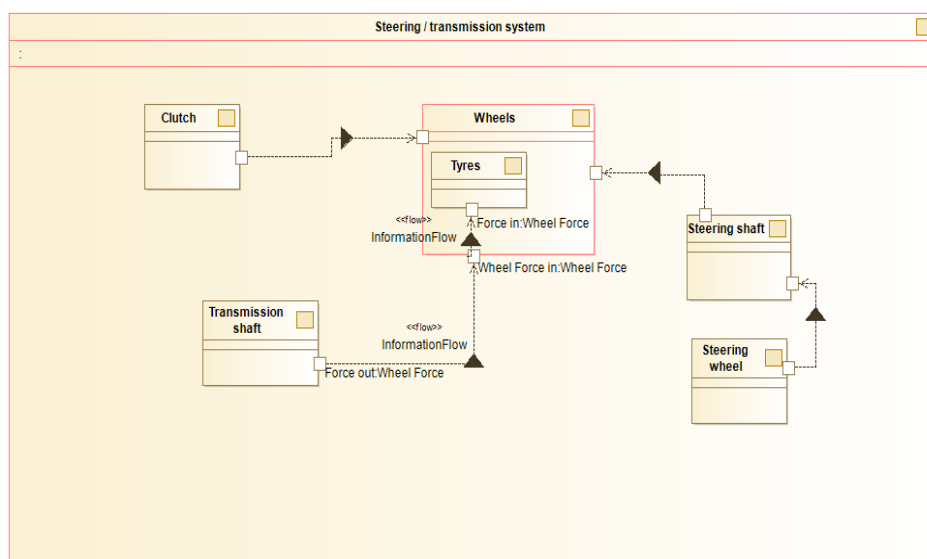 Steering / transmission system
:
Clutch
Wheels
Tyres
<<flow>>
InformationFlow
Force in:Wheel Force
Steering shaft
Wheel Force in:Wheel Force
Transmission
shaft
<<flow>>
InformationFlow
Force out:Wheel Force
Steering
wheel